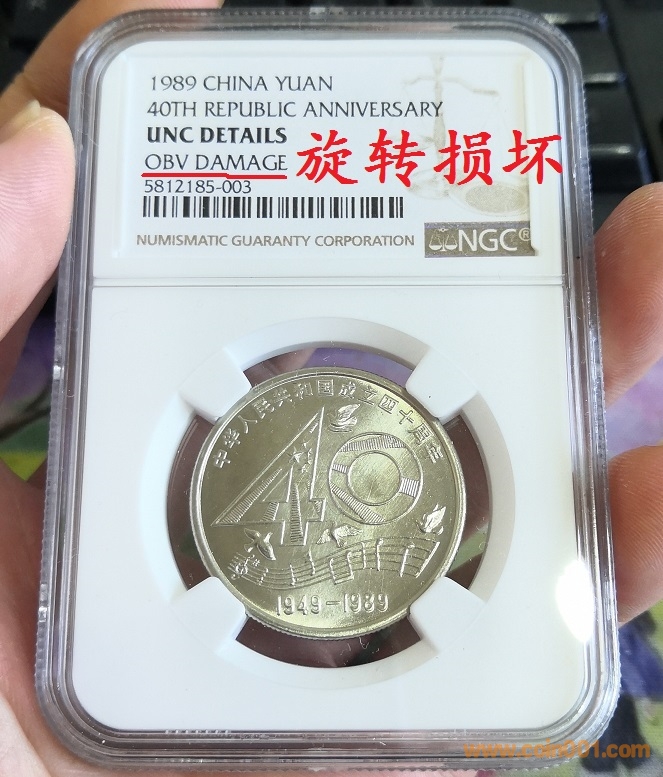 1989 CHINA YUAN
40TH REPUBLIC ANNIVERSARY
UNC DETAILS
OBV DAMAGE 旋转损坏
5812185-003
NUMISMATIC GUARANTY CORPORATION NGC®
中华人民共和国成立四十周年
40
1949-1989
www.coin001.com